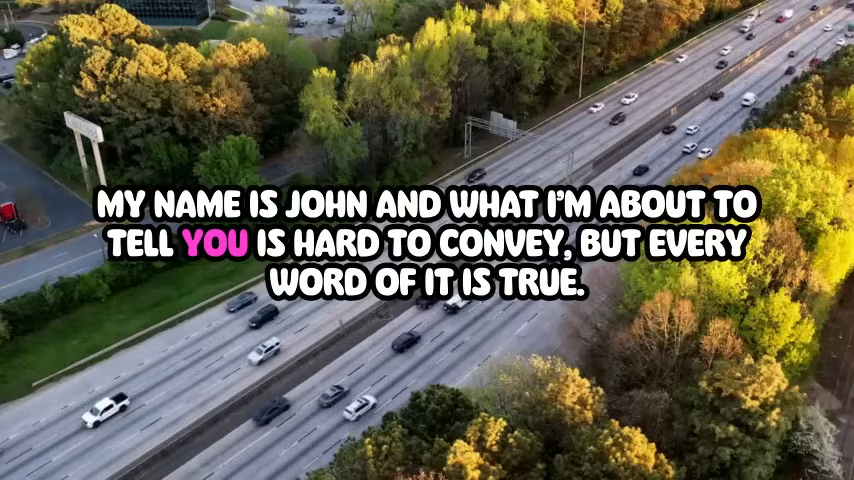 MY NAME IS JOHN AND WHAT I'M ABOUT TO
TELL YOU IS HARD TO CONVEY, BUT EVERY
WORD OF IT IS TRUE.